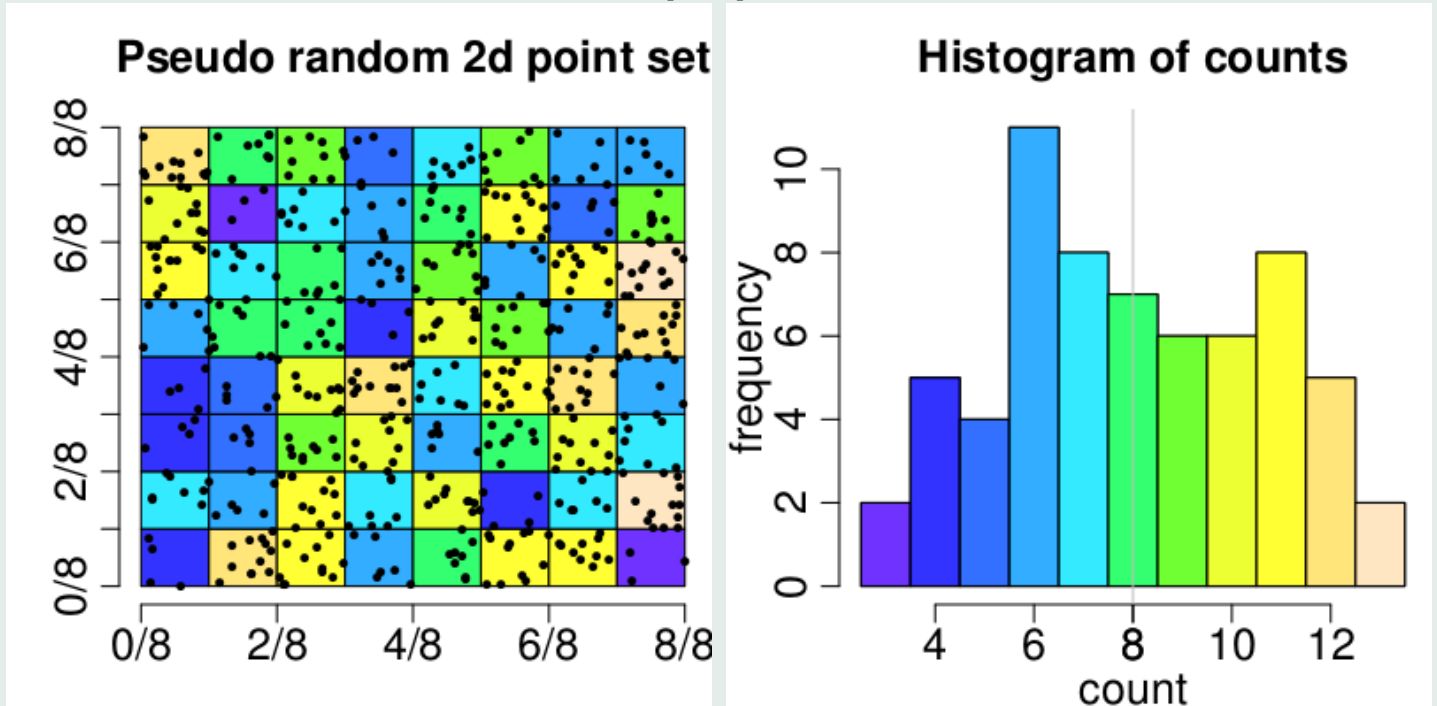 Pseudo random 2d point set
8/8
6/8
4/8
2/8
0/8
0/8 2/8 4/8 6/8 8/8
Histogram of counts
frequency
10
8
6
4
2
0
4 6 8 10 12
count